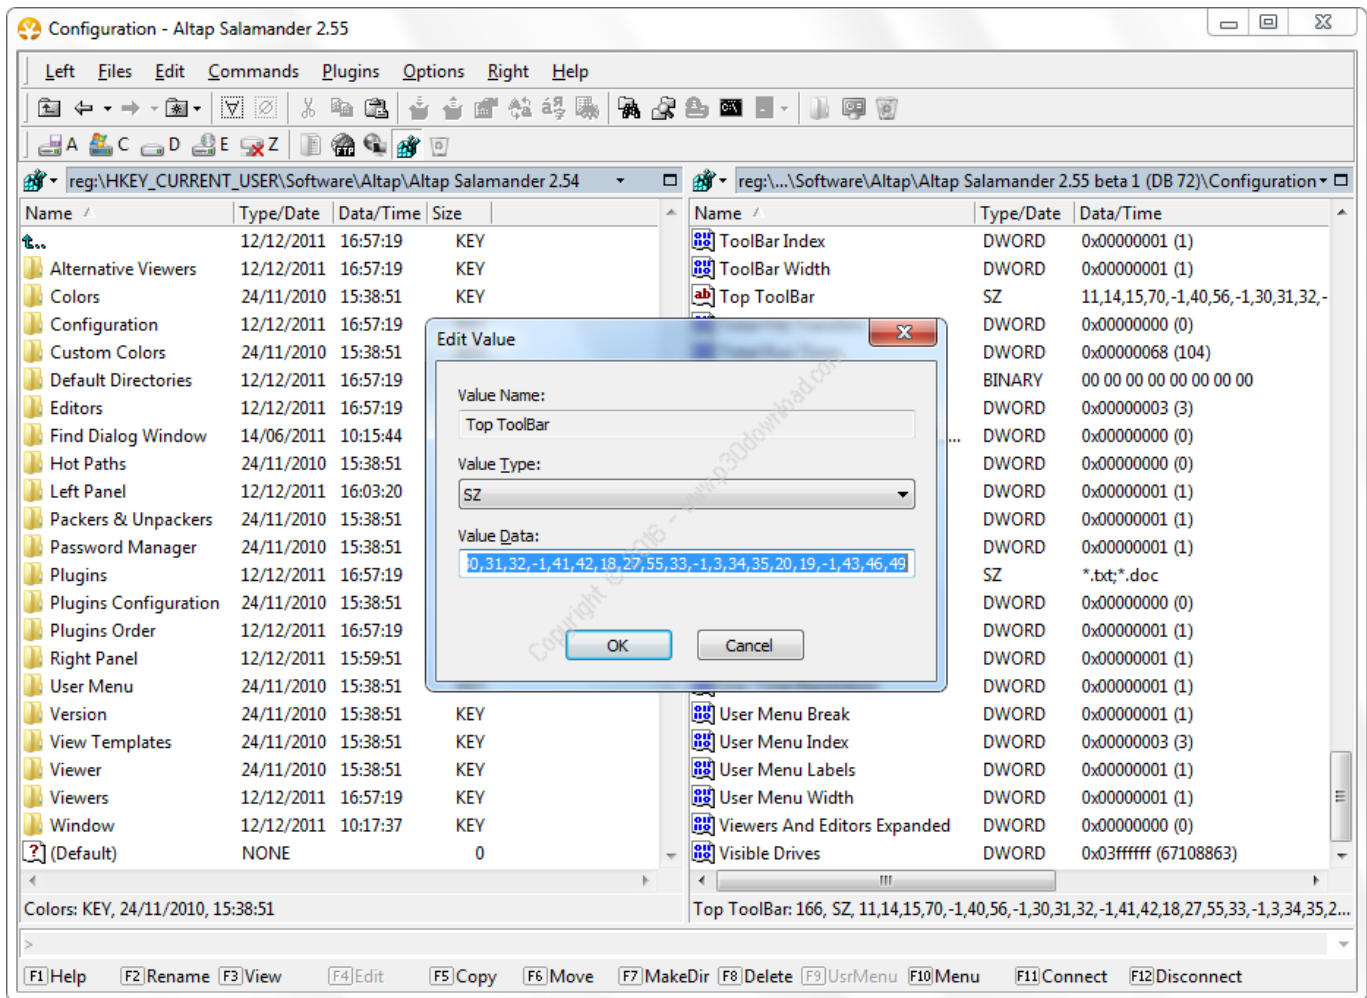 Configuration - Altap Salamander 2.55
Left Files Edit Commands Plugins Options Right Help
A C D E Z
reg:\HKEY_CURRENT_USER\Software\Altap\Altap Salamander 2.54
Name Type/Date Data/Time Size
.. 12/12/2011 16:57:19 KEY
Alternative Viewers 12/12/2011 16:57:19 KEY
Colors 24/11/2010 15:38:51 KEY
Configuration 12/12/2011 16:57:19
Custom Colors 24/11/2010 15:38:51
Default Directories 12/12/2011 16:57:19
Editors 12/12/2011 16:57:19
Find Dialog Window 14/06/2011 10:15:44
Hot Paths 24/11/2010 15:38:51
Left Panel 12/12/2011 16:03:20
Packers & Unpackers 24/11/2010 15:38:51
Password Manager 24/11/2010 15:38:51
Plugins 12/12/2011 16:57:19
Plugins Configuration 24/11/2010 15:38:51
Plugins Order 12/12/2011 16:57:19
Right Panel 12/12/2011 15:59:51
User Menu 24/11/2010 15:38:51
Version 24/11/2010 15:38:51 KEY
View Templates 24/11/2010 15:38:51 KEY
Viewer 24/11/2010 15:38:51 KEY
Viewers 12/12/2011 16:57:19 KEY
Window 12/12/2011 10:17:37 KEY
(Default) NONE 0
Colors: KEY, 24/11/2010, 15:38:51
reg:\...\Software\Altap\Altap Salamander 2.55 beta 1 (DB 72)\Configuration
Name Type/Date Data/Time
ToolBar Index DWORD 0x00000001 (1)
ToolBar Width DWORD 0x00000001 (1)
Top ToolBar SZ 11,14,15,70,-1,40,56,-1,30,31,32,-
DWORD 0x00000000 (0)
DWORD 0x00000068 (104)
BINARY 00 00 00 00 00 00 00 00
DWORD 0x00000003 (3)
... DWORD 0x00000000 (0)
DWORD 0x00000000 (0)
DWORD 0x00000001 (1)
DWORD 0x00000001 (1)
DWORD 0x00000001 (1)
SZ *.txt;*.doc
DWORD 0x00000000 (0)
DWORD 0x00000001 (1)
DWORD 0x00000001 (1)
DWORD 0x00000001 (1)
User Menu Break DWORD 0x00000001 (1)
User Menu Index DWORD 0x00000003 (3)
User Menu Labels DWORD 0x00000001 (1)
User Menu Width DWORD 0x00000001 (1)
Viewers And Editors Expanded DWORD 0x00000000 (0)
Visible Drives DWORD 0x03ffffff (67108863)
Top ToolBar: 166, SZ, 11,14,15,70,-1,40,56,-1,30,31,32,-1,41,42,18,27,55,33,-1,3,34,35,2...
Edit Value
Value Name:
Top ToolBar
Value Type:
SZ
Value Data:
0,31,32,-1,41,42,18,27,55,33,-1,3,34,35,20,19,-1,43,46,49
OK Cancel
Copyright © 2016 - www.p30download.com
>
F1 Help F2 Rename F3 View F4 Edit F5 Copy F6 Move F7 MakeDir F8 Delete F9 UsrMenu F10 Menu F11 Connect F12 Disconnect